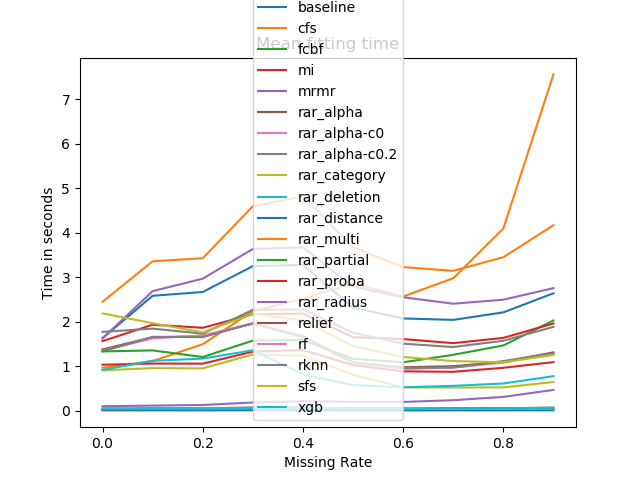 baseline
cfs
Mean fitting time
fcbf
mi
mrmr
rar_alpha
rar_alpha-c0
rar_alpha-c0.2
rar_category
rar_deletion
rar_distance
rar_multi
rar_partial
rar_proba
rar_radius
relief
rf
rknn
sfs
xgb
7
6
5
4
3
2
1
0
Time in seconds
0.0 0.2 0.4 0.6 0.8
Missing Rate